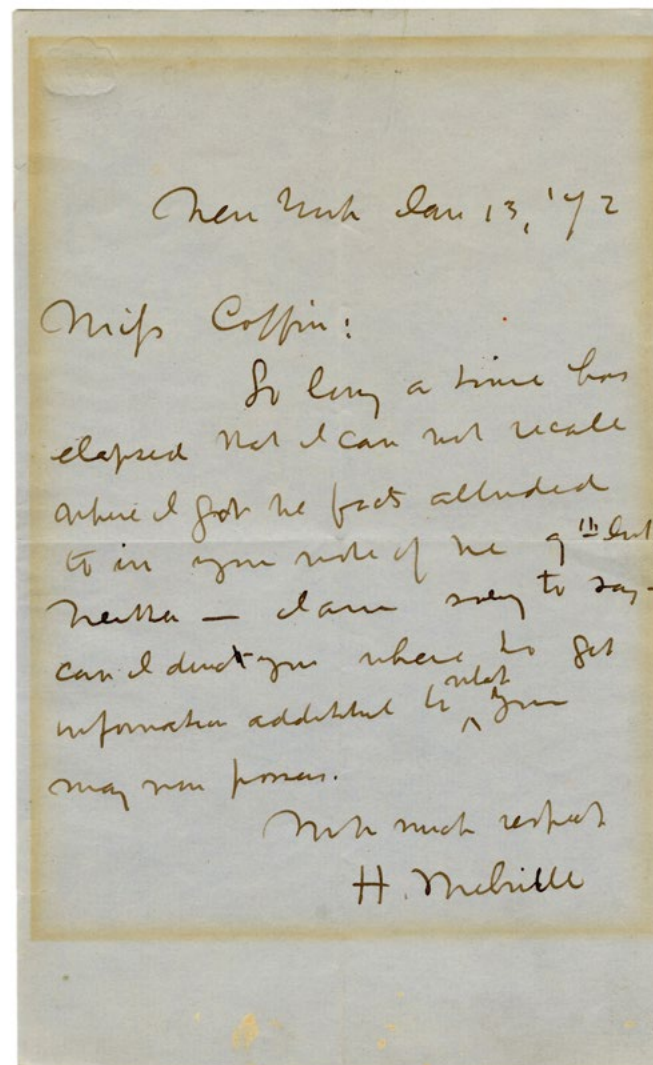 New York Jan 13, '72
Miss Coffin:
So long a time has
elapsed that I can not recall
where I got the facts alluded
to in your note of the 9th Inst
Neither — I am sorry to say —
can I direct you where to get
information additional to what you
may now possess.
With much respect
H. Melville